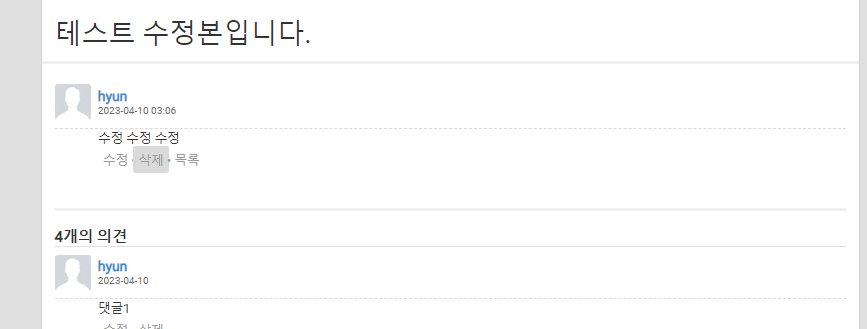 테스트 수정본입니다.
hyun
2023-04-10 03:06
수정 수정 수정
수정 • 삭제 • 목록
4개의 의견
hyun
2023-04-10
댓글1
수정 • 삭제